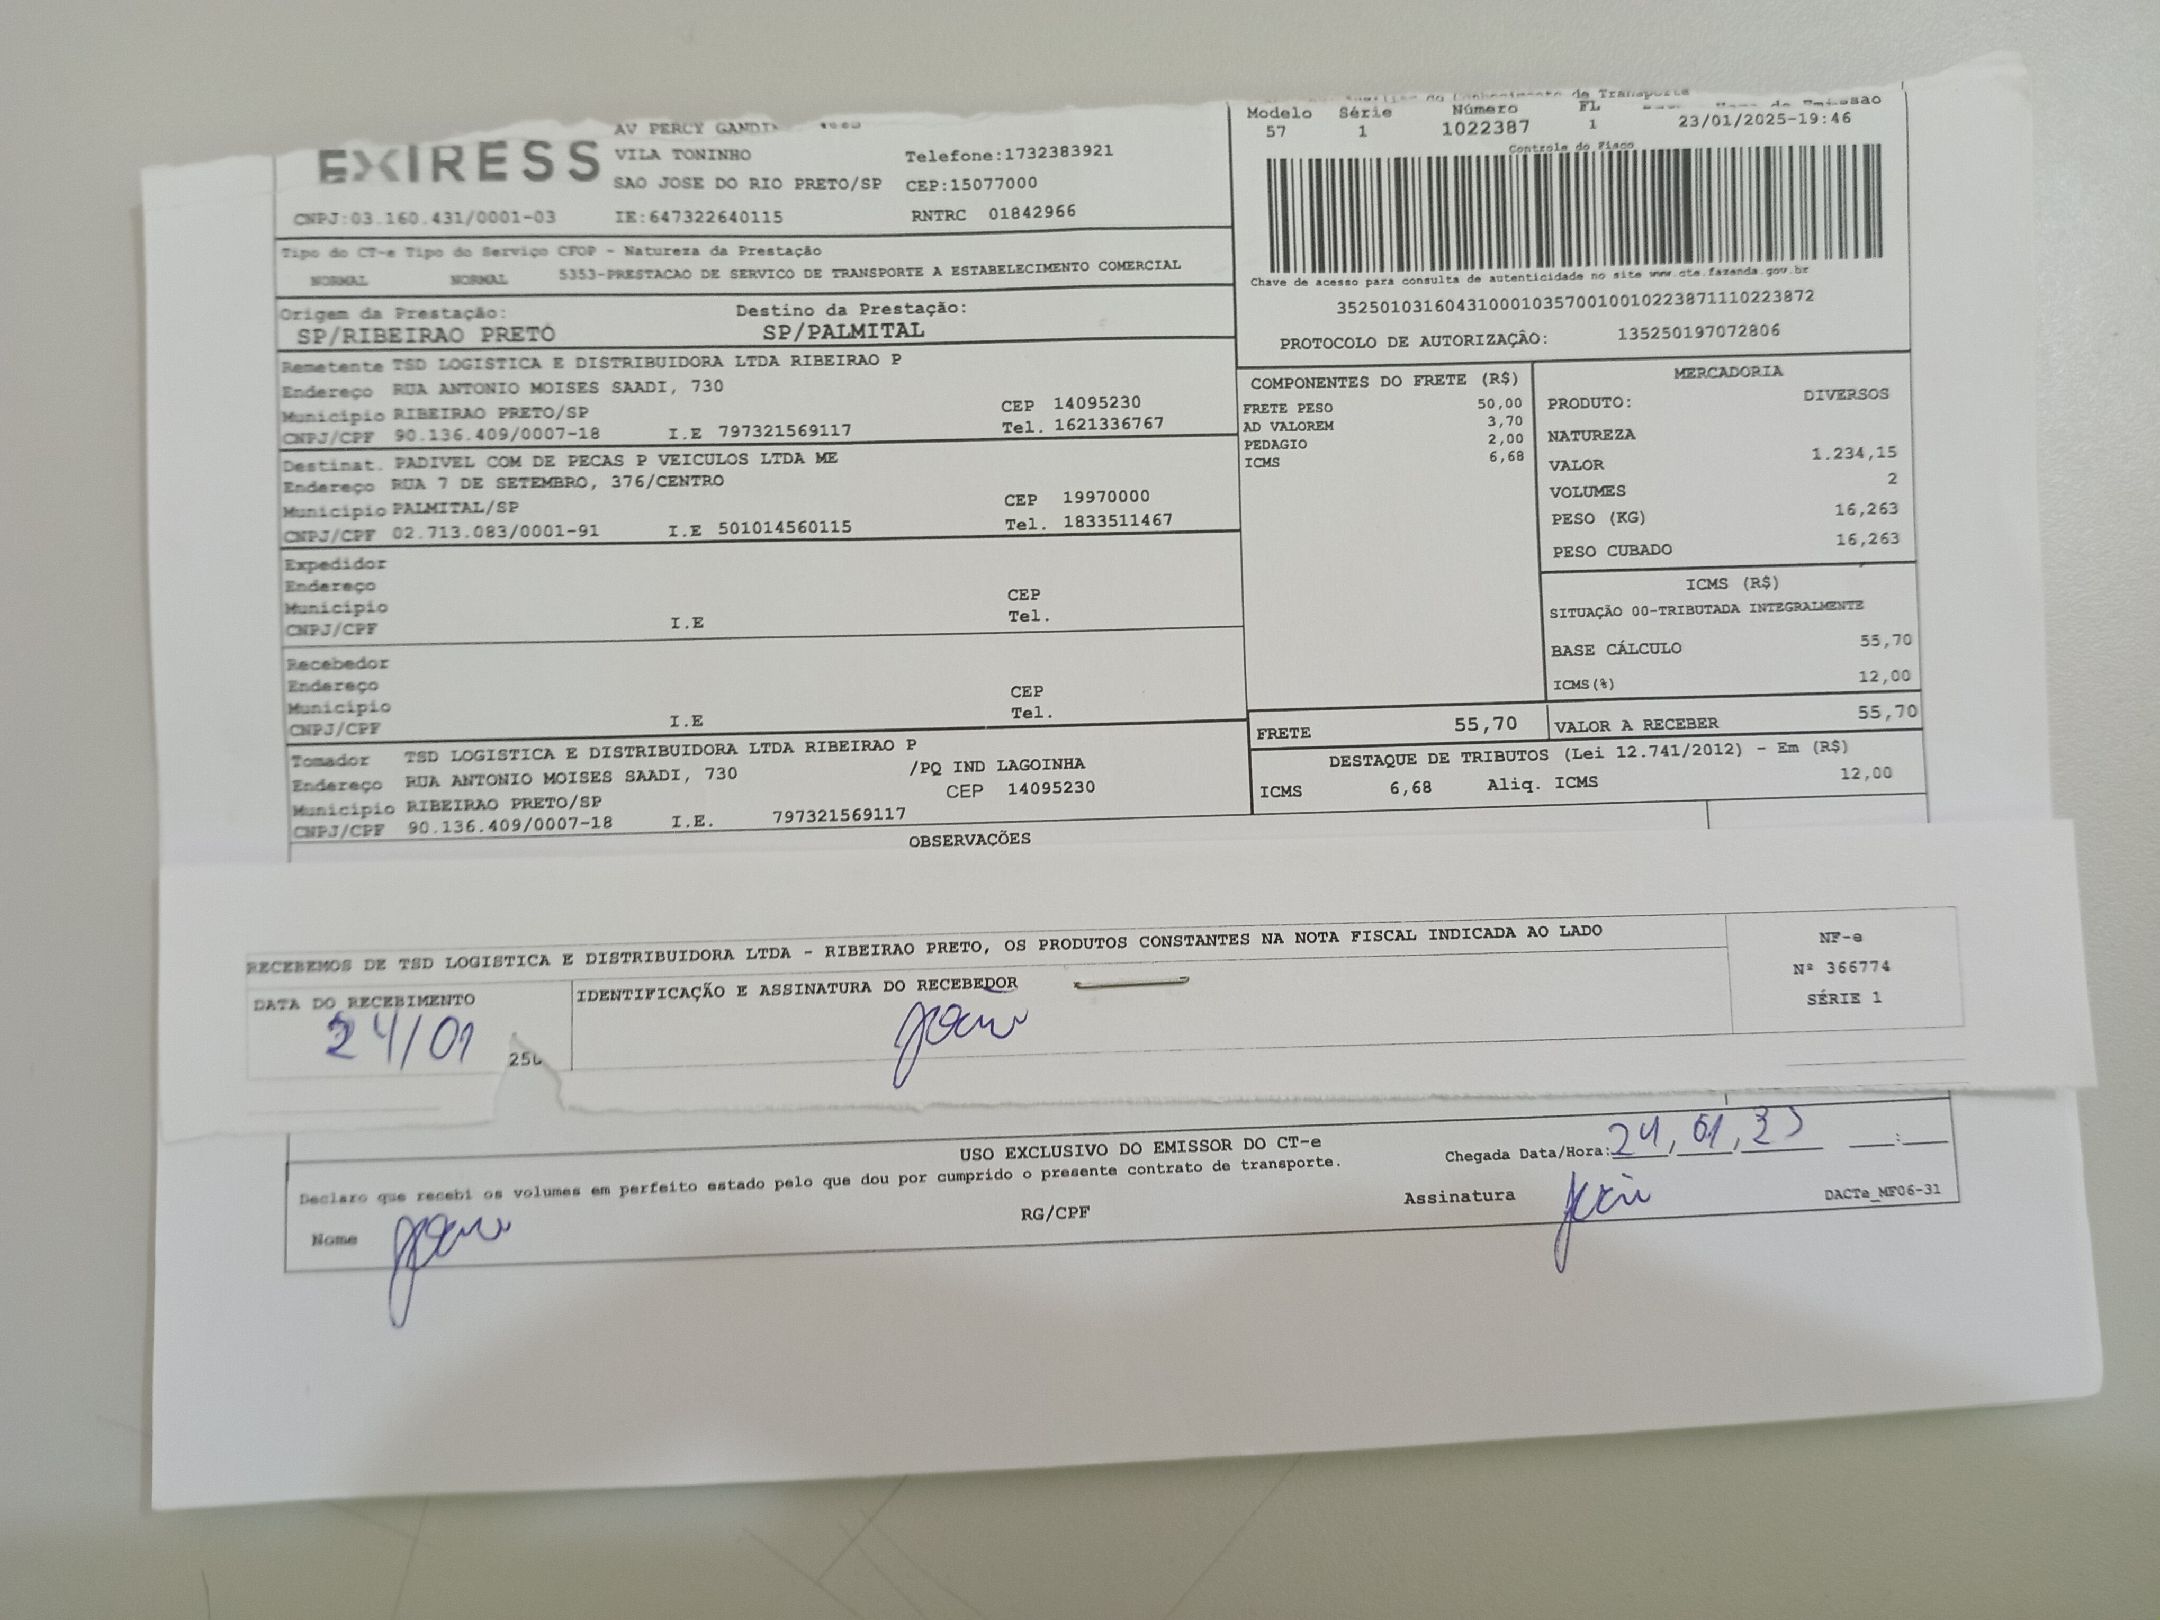 de Transporte
AV PERCY GANDI
Modelo Série Número FL
57 1 1022387 1 23/01/2025-19:46
EXIRESS
VILA TONINHO Telefone:1732383921
SAO JOSE DO RIO PRETO/SP CEP:15077000
CNPJ:03.160.431/0001-03 IE:647322640115 RNTRC 01842966
Controle do Fisco
Chave de acesso para consulta de autenticidade no site www.cte.fazenda.gov.br
35250103160431000103570010010223871110223872
PROTOCOLO DE AUTORIZAÇÃO: 135250197072806
Tipo do CT-e Tipo do Serviço CFOP - Natureza da Prestação
NORMAL NORMAL 5353-PRESTACAO DE SERVICO DE TRANSPORTE A ESTABELECIMENTO COMERCIAL
Origem da Prestação: Destino da Prestação:
SP/RIBEIRAO PRETO SP/PALMITAL
Remetente TSD LOGISTICA E DISTRIBUIDORA LTDA RIBEIRAO P
Endereço RUA ANTONIO MOISES SAADI, 730
Município RIBEIRAO PRETO/SP CEP 14095230
CNPJ/CPF 90.136.409/0007-18 I.E 797321569117 Tel. 1621336767
Destinat. PADIVEL COM DE PECAS P VEICULOS LTDA ME
Endereço RUA 7 DE SETEMBRO, 376/CENTRO
Município PALMITAL/SP CEP 19970000
CNPJ/CPF 02.713.083/0001-91 I.E 501014560115 Tel. 1833511467
Expedidor
Endereço
Município CEP
CNPJ/CPF I.E Tel.
Recebedor
Endereço
Município CEP
CNPJ/CPF I.E Tel.
Tomador TSD LOGISTICA E DISTRIBUIDORA LTDA RIBEIRAO P
Endereço RUA ANTONIO MOISES SAADI, 730 /PQ IND LAGOINHA
Município RIBEIRAO PRETO/SP CEP 14095230
CNPJ/CPF 90.136.409/0007-18 I.E. 797321569117
COMPONENTES DO FRETE (R$)
FRETE PESO 50,00
AD VALOREM 3,70
PEDAGIO 2,00
ICMS 6,68
MERCADORIA
PRODUTO: DIVERSOS
NATUREZA
VALOR 1.234,15
VOLUMES 2
PESO (KG) 16,263
PESO CUBADO 16,263
ICMS (R$)
SITUAÇÃO 00-TRIBUTADA INTEGRALMENTE
BASE CÁLCULO 55,70
ICMS(%) 12,00
FRETE 55,70 VALOR A RECEBER 55,70
DESTAQUE DE TRIBUTOS (Lei 12.741/2012) - Em (R$)
ICMS 6,68 Aliq. ICMS 12,00
OBSERVAÇÕES
RECEBEMOS DE TSD LOGISTICA E DISTRIBUIDORA LTDA - RIBEIRAO PRETO, OS PRODUTOS CONSTANTES NA NOTA FISCAL INDICADA AO LADO
NF-e
Nº 366774
SÉRIE 1
DATA DO RECEBIMENTO IDENTIFICAÇÃO E ASSINATURA DO RECEBEDOR
24/01
USO EXCLUSIVO DO EMISSOR DO CT-e
Declaro que recebi os volumes em perfeito estado pelo que dou por cumprido o presente contrato de transporte.
Chegada Data/Hora: 24, 01, :
Nome RG/CPF Assinatura DACTe_MF06-31